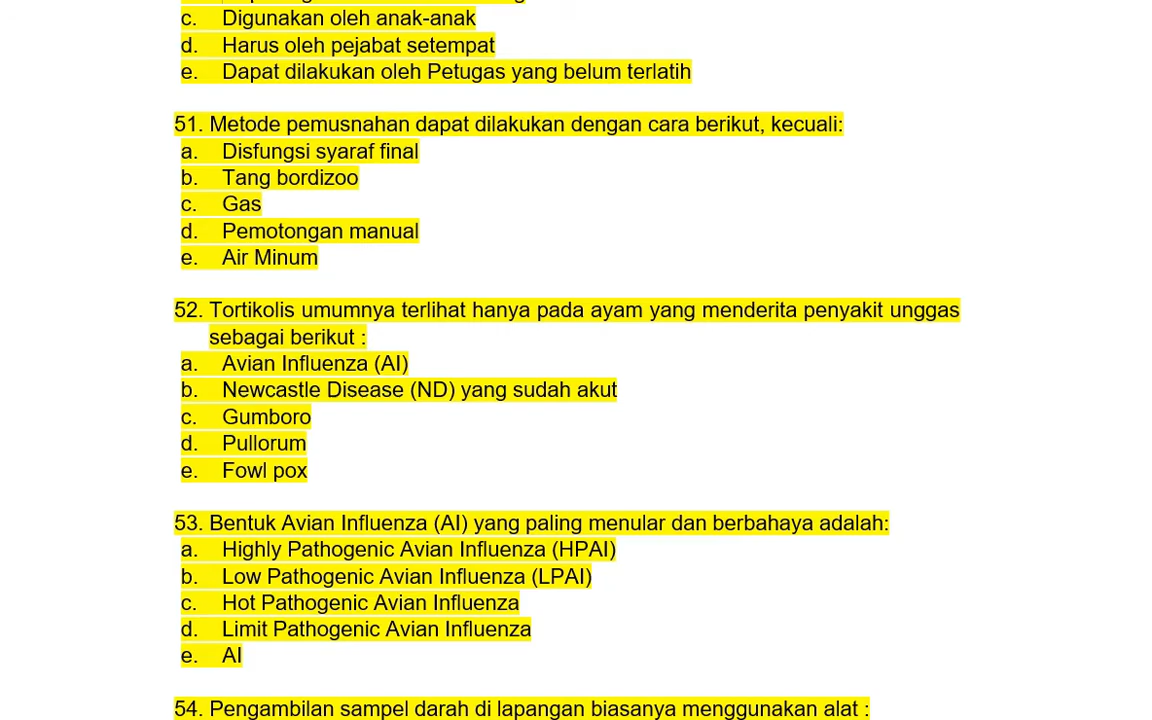 c. Digunakan oleh anak-anak
d. Harus oleh pejabat setempat
e. Dapat dilakukan oleh Petugas yang belum terlatih
51. Metode pemusnahan dapat dilakukan dengan cara berikut, kecuali:
a. Disfungsi syaraf final
b. Tang bordizoo
c. Gas
d. Pemotongan manual
e. Air Minum
52. Tortikolis umumnya terlihat hanya pada ayam yang menderita penyakit unggas
sebagai berikut :
a. Avian Influenza (AI)
b. Newcastle Disease (ND) yang sudah akut
c. Gumboro
d. Pullorum
e. Fowl pox
53. Bentuk Avian Influenza (AI) yang paling menular dan berbahaya adalah:
a. Highly Pathogenic Avian Influenza (HPAI)
b. Low Pathogenic Avian Influenza (LPAI)
c. Hot Pathogenic Avian Influenza
d. Limit Pathogenic Avian Influenza
e. AI
54. Pengambilan sampel darah di lapangan biasanya menggunakan alat :